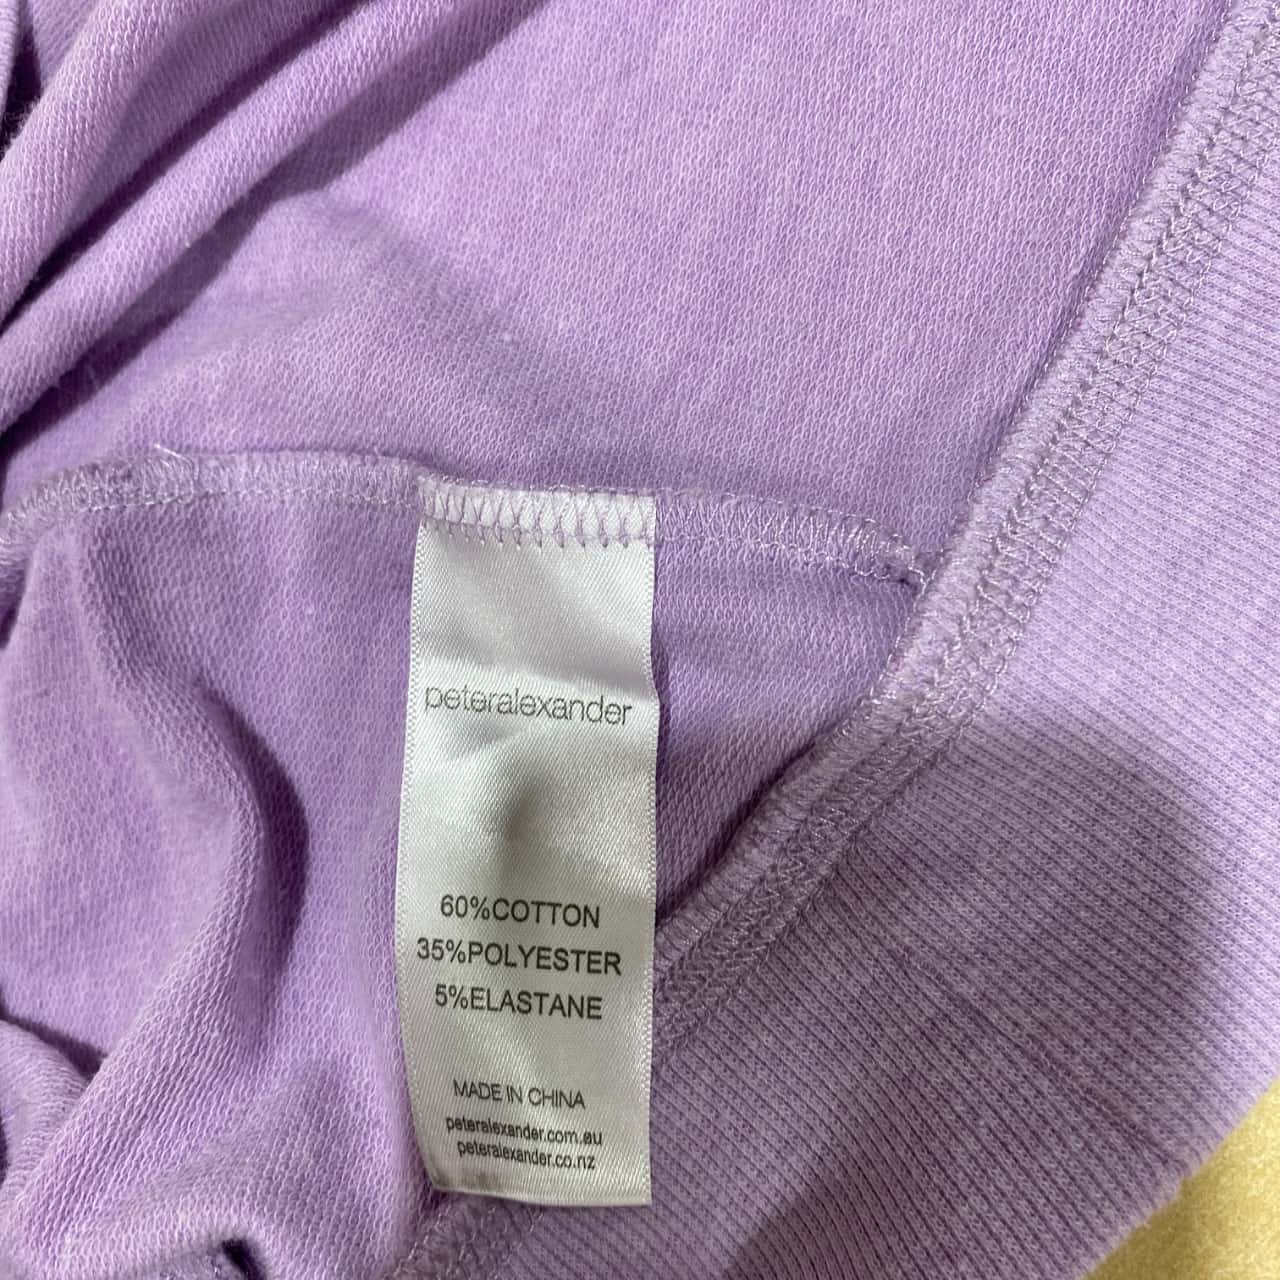 peteralexander
60%COTTON
35%POLYESTER
5%ELASTANE
MADE IN CHINA
peteralexander.com.au
peteralexander.co.nz